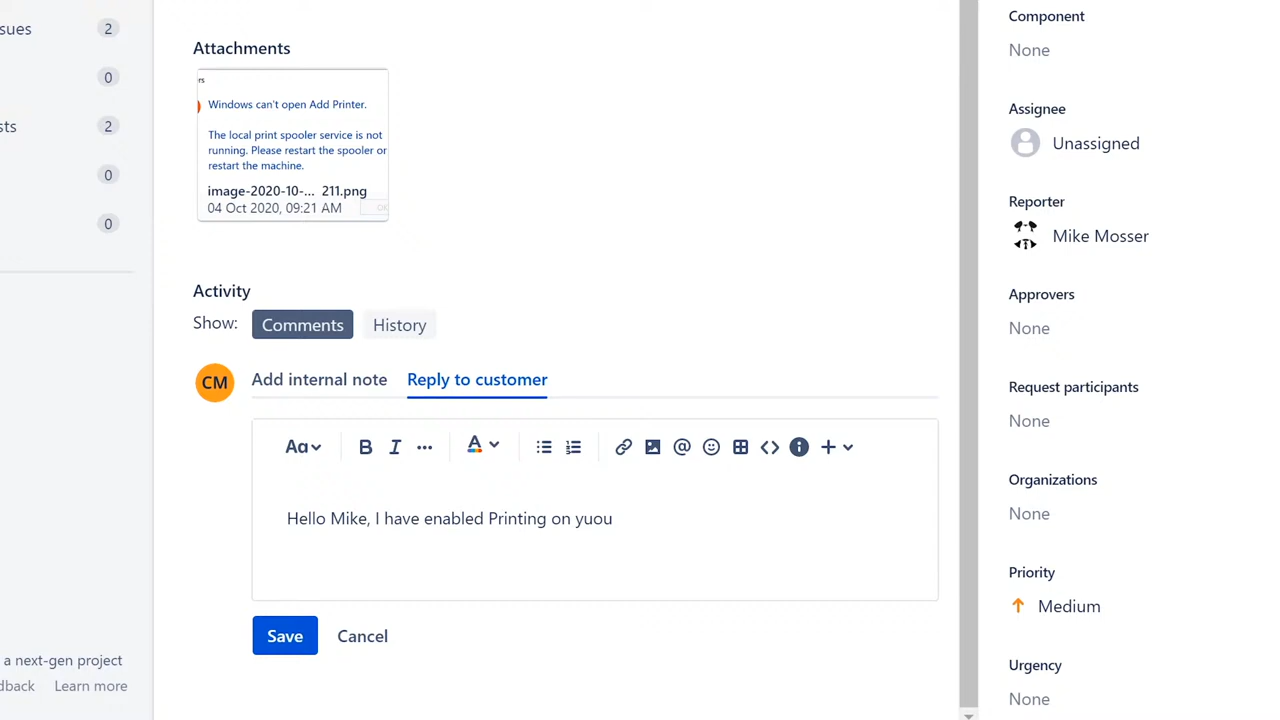 sues
2
0
sts
2
0
0
a next-gen project
dback Learn more
Attachments
rs
Windows can't open Add Printer.
The local print spooler service is not
running. Please restart the spooler or
restart the machine.
image-2020-10-... 211.png
04 Oct 2020, 09:21 AM
OK
Activity
Show: Comments History
CM Add internal note Reply to customer
Aa B I ... A @ <> i +
Hello Mike, I have enabled Printing on yuou
Save Cancel
Component
None
Assignee
Unassigned
Reporter
Mike Mosser
Approvers
None
Request participants
None
Organizations
None
Priority
Medium
Urgency
None